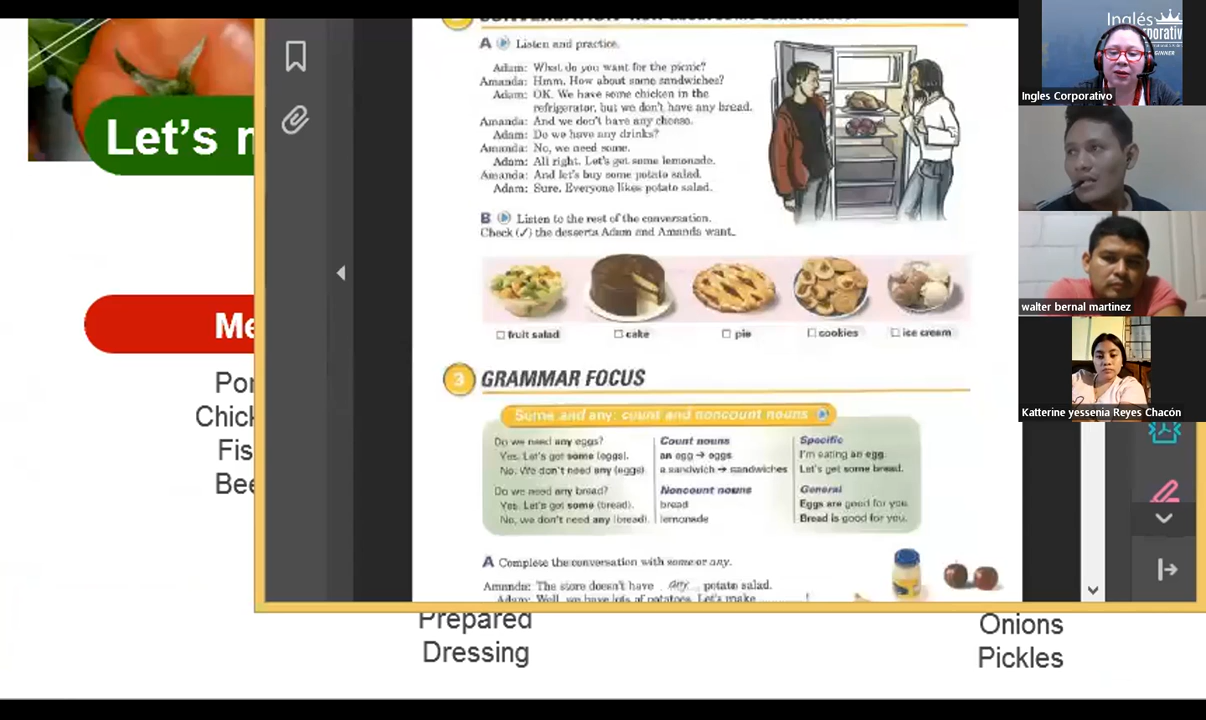 Let's
A Listen and practice.
Adam: What do you want for the picnic?
Amanda: Hmm. How about some sandwiches?
Adam: OK. We have some chicken in the
refrigerator, but we don't have any bread.
Amanda: And we don't have any cheese.
Adam: Do we have any drinks?
Amanda: No, we need some.
Adam: All right. Let's get some lemonade.
Amanda: And let's buy some potato salad.
Adam: Sure. Everyone likes potato salad.
B Listen to the rest of the conversation.
Check (✓) the desserts Adam and Amanda want.
fruit salad
cake
pie
cookies
ice cream
3 GRAMMAR FOCUS
Some and any; count and noncount nouns
Do we need any eggs?
Yes. Let's get some (eggs).
No. We don't need any (eggs).
Do we need any bread?
Yes. Let's get some (bread).
No, we don't need any (bread).
Count nouns
an egg → eggs
a sandwich → sandwiches
Noncount nouns
bread
lemonade
Specific
I'm eating an egg.
Let's get some bread.
General
Eggs are good for you.
Bread is good for you.
A Complete the conversation with some or any.
Amanda: The store doesn't have any potato salad.
Adam: Well, we have lots of potatoes. Let's make
Prepared
Dressing
Onions
Pickles
Inglés
Ingles Corporativo
walter bernal martinez
Katterine yessenia Reyes Chacón